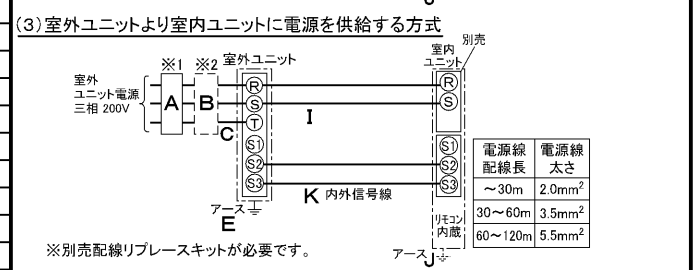 (3)室外ユニットより室内ユニットに電源を供給する方式
※1 ※2 室外ユニット
室内
ユニット
別売
室外
ユニット電源
三相 200V
A
B
C
R
S
T
S1
S2
S3
I
R
S
S1
S2
S3
K 内外信号線
アース
E
リモコン
内蔵
アース
J
電源線
配線長
電源線
太さ
～30m 2.0mm²
30～60m 3.5mm²
60～120m 5.5mm²
※別売配線リプレースキットが必要です。